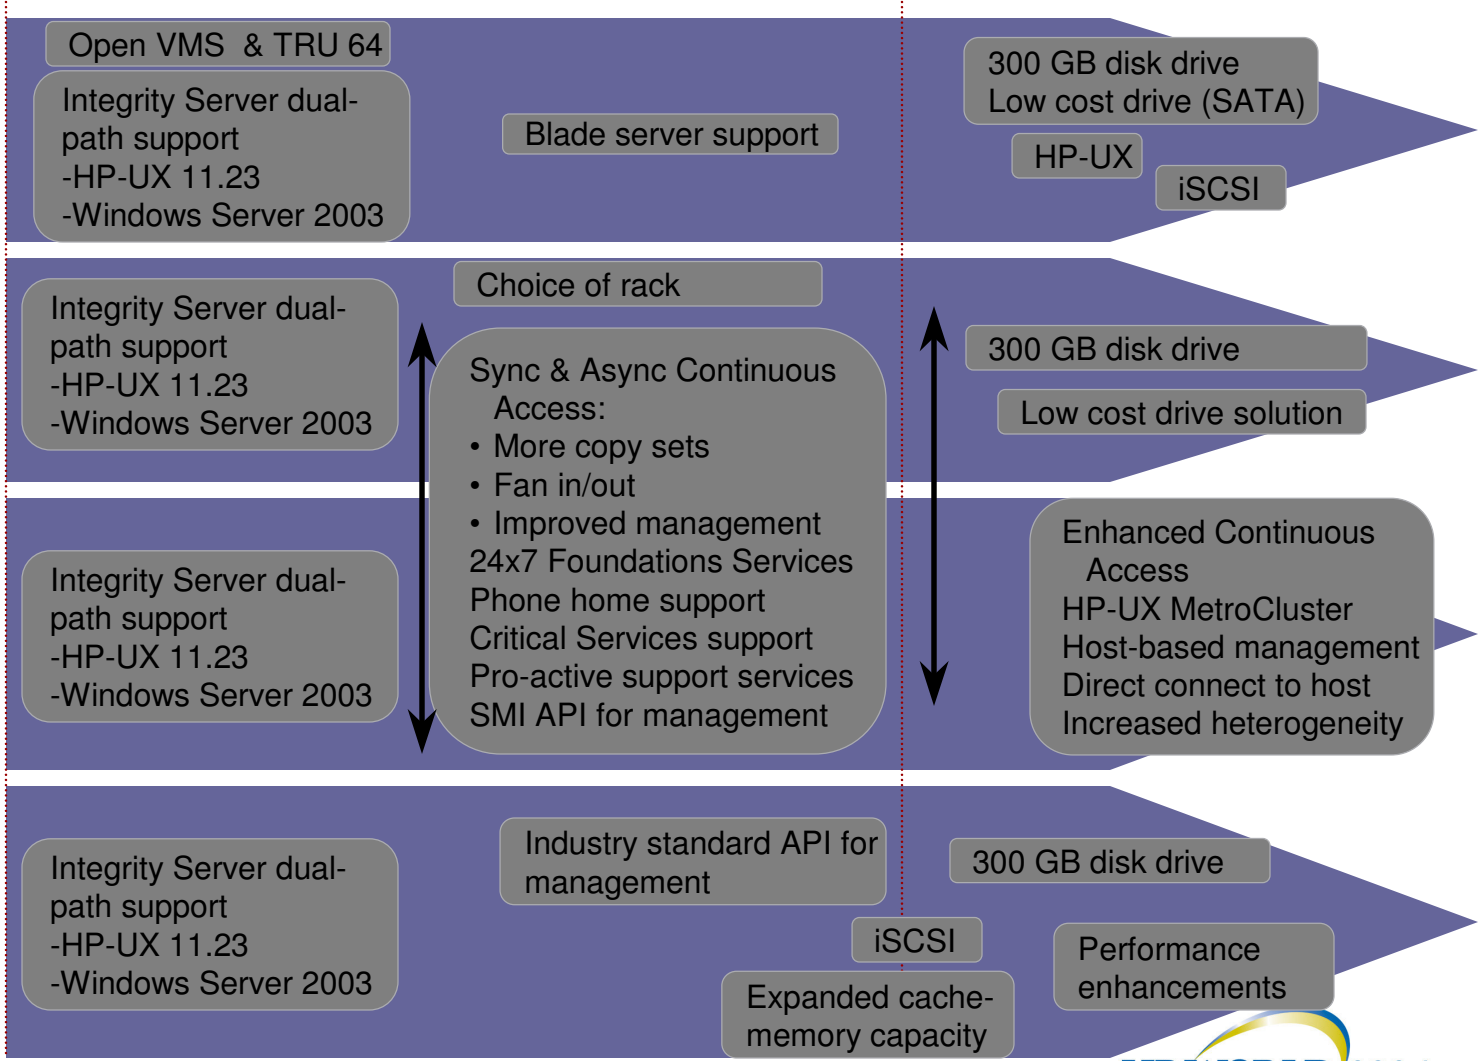 Open VMS & TRU 64
Integrity Server dual-
path support
-HP-UX 11.23
-Windows Server 2003
Blade server support
300 GB disk drive
Low cost drive (SATA)
HP-UX
iSCSI
Integrity Server dual-
path support
-HP-UX 11.23
-Windows Server 2003
Choice of rack
Sync & Async Continuous
Access:
• More copy sets
• Fan in/out
• Improved management
24x7 Foundations Services
Phone home support
Critical Services support
Pro-active support services
SMI API for management
300 GB disk drive
Low cost drive solution
Integrity Server dual-
path support
-HP-UX 11.23
-Windows Server 2003
Enhanced Continuous
Access
HP-UX MetroCluster
Host-based management
Direct connect to host
Increased heterogeneity
Integrity Server dual-
path support
-HP-UX 11.23
-Windows Server 2003
Industry standard API for
management
iSCSI
Expanded cache-
memory capacity
300 GB disk drive
Performance
enhancements